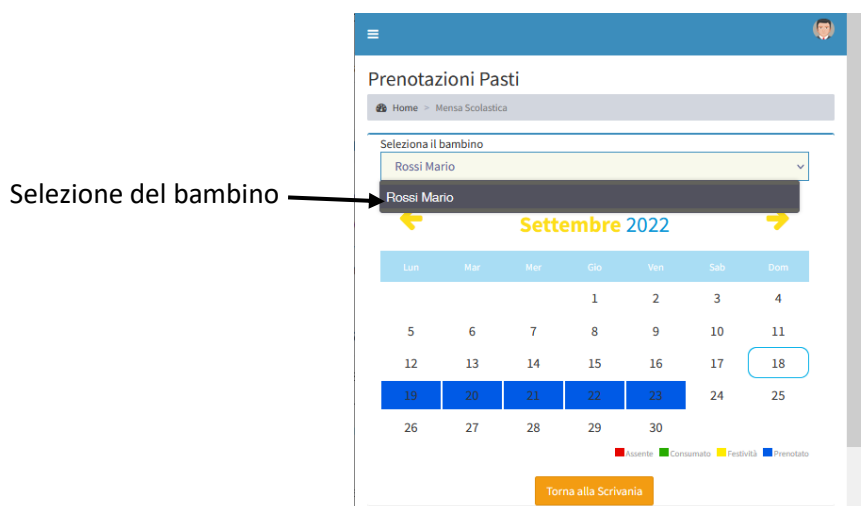 Prenotazioni Pasti
Home > Mensa Scolastica
Seleziona il bambino
Rossi Mario
Selezione del bambino
Rossi Mario
Settembre 2022
Lun Mar Mer Gio Ven Sab Dom
1 2 3 4
5 6 7 8 9 10 11
12 13 14 15 16 17 18
19 20 21 22 23 24 25
26 27 28 29 30
Assente Consumato Festività Prenotato
Torna alla Scrivania